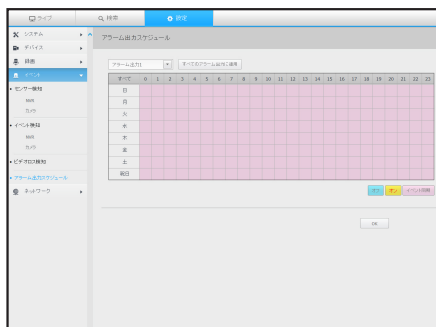 ライブ
検索
設定
システム
デバイス
録画
イベント
センサー検知
NVR
カメラ
イベント検知
NVR
カメラ
ビデオロス検知
アラーム出力スケジュール
ネットワーク
アラーム出力スケジュール
アラーム出力1
すべてのアラーム出力に適用
すべて 0 1 2 3 4 5 6 7 8 9 10 11 12 13 14 15 16 17 18 19 20 21 22 23
日
月
火
水
木
金
土
祝日
オフ オン イベント同期
OK